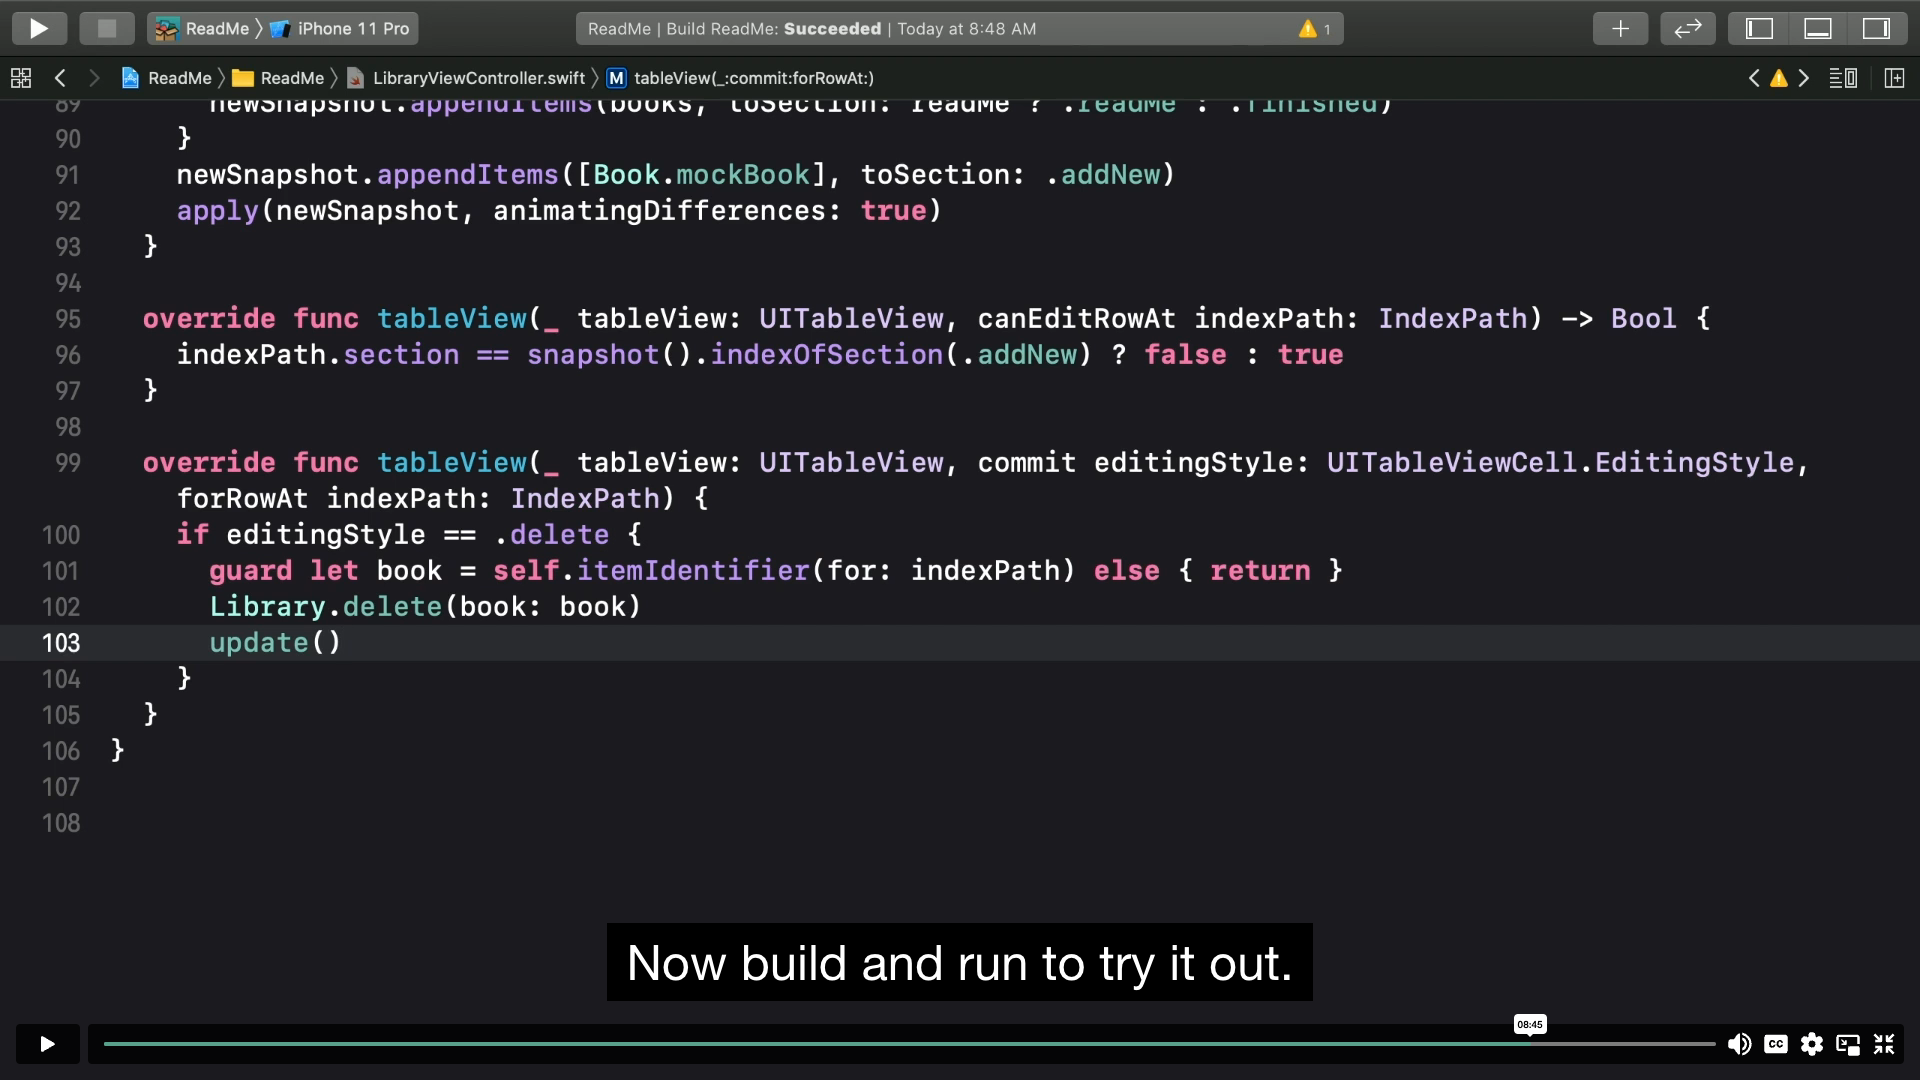 ReadMe 〉 iPhone 11 Pro
ReadMe | Build ReadMe: Succeeded | Today at 8:48 AM
1
ReadMe 〉 ReadMe 〉 LibraryViewController.swift 〉 M tableView(_:commit:forRowAt:)
89 newSnapshot.appendItems(books, toSection: readMe ? .readMe : .finished)
90 }
91 newSnapshot.appendItems([Book.mockBook], toSection: .addNew)
92 apply(newSnapshot, animatingDifferences: true)
93 }
94
95 override func tableView(_ tableView: UITableView, canEditRowAt indexPath: IndexPath) -> Bool {
96 indexPath.section == snapshot().indexOfSection(.addNew) ? false : true
97 }
98
99 override func tableView(_ tableView: UITableView, commit editingStyle: UITableViewCell.EditingStyle,
forRowAt indexPath: IndexPath) {
100 if editingStyle == .delete {
101 guard let book = self.itemIdentifier(for: indexPath) else { return }
102 Library.delete(book: book)
103 update()
104 }
105 }
106 }
107
108
Now build and run to try it out.
08:45
CC